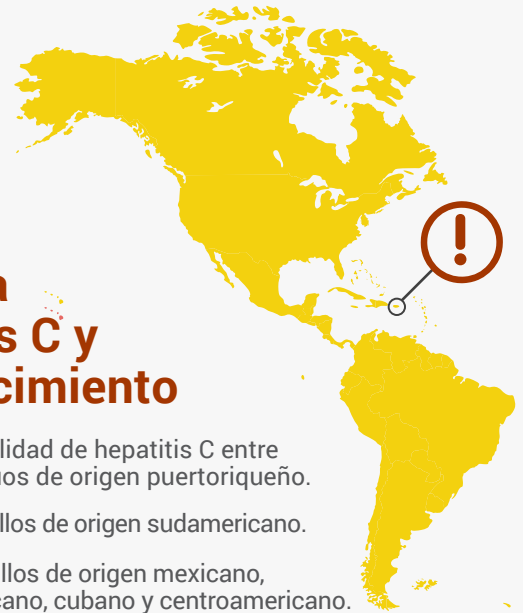 a
s C y
cimiento
lidad de hepatitis C entre
uos de origen puertoriqueño.
llos de origen sudamericano.
llos de origen mexicano,
cano, cubano y centroamericano.
!